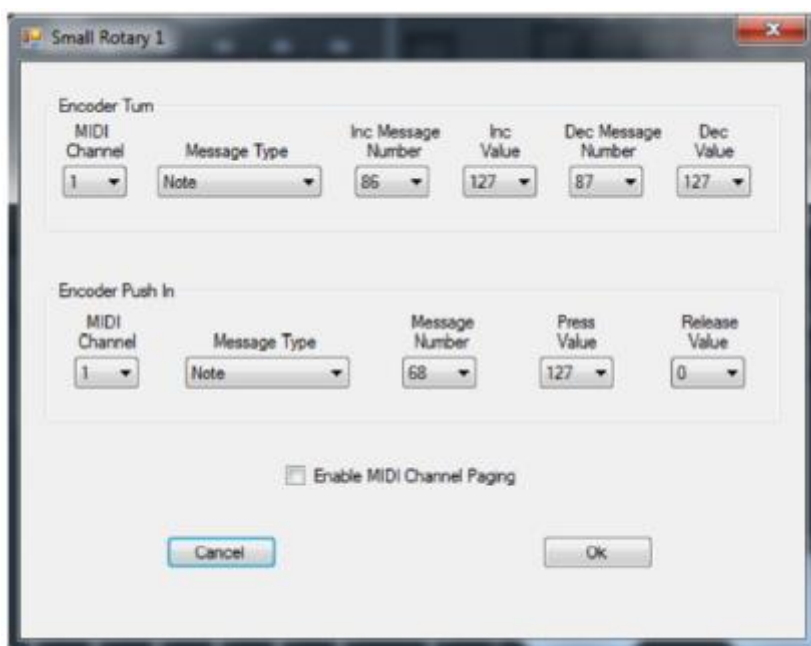 Small Rotary 1
Encoder Turn
MIDI Channel
Message Type
Inc Message Number
Inc Value
Dec Message Number
Dec Value
1
Note
86
127
87
127
Encoder Push In
MIDI Channel
Message Type
Message Number
Press Value
Release Value
1
Note
68
127
0
Enable MIDI Channel Paging
Cancel
Ok